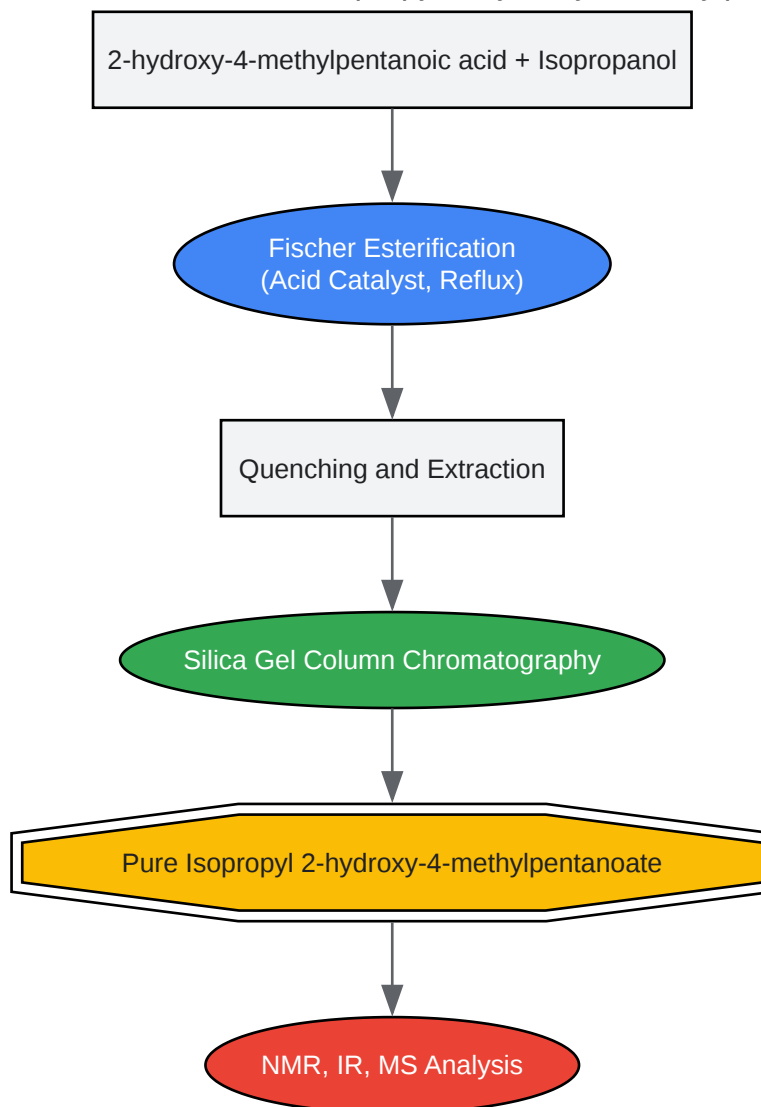 2-hydroxy-4-methylpentanoic acid + Isopropanol
Fischer Esterification
(Acid Catalyst, Reflux)
Quenching and Extraction
Silica Gel Column Chromatography
Pure Isopropyl 2-hydroxy-4-methylpentanoate
NMR, IR, MS Analysis